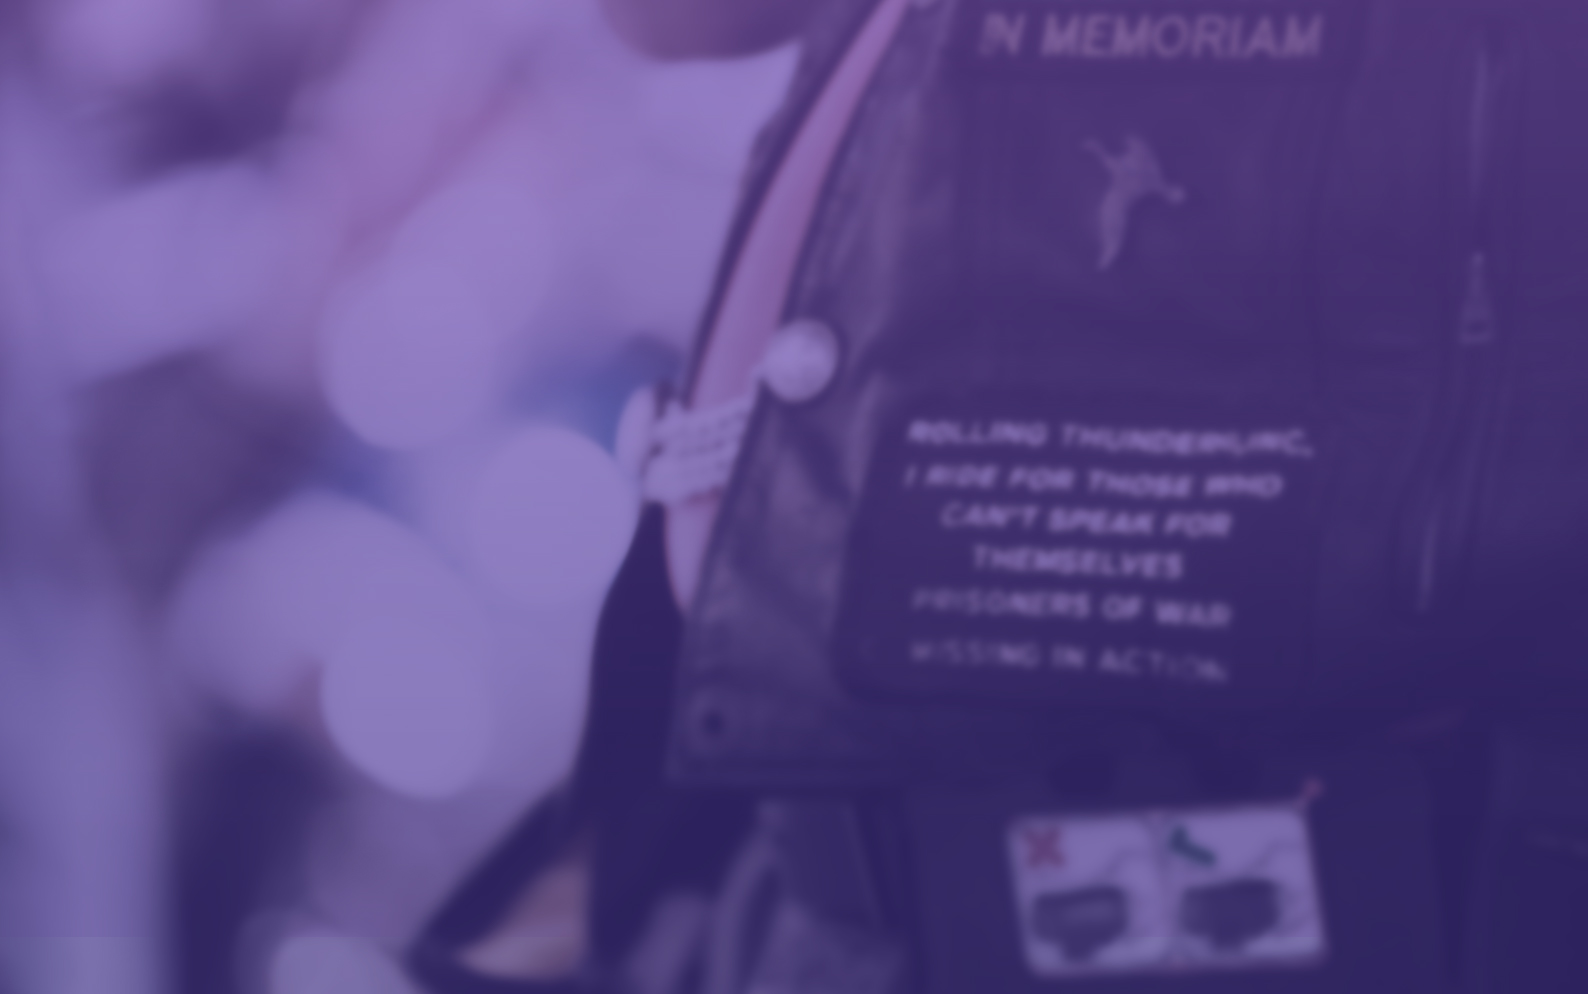 IN MEMORIAM
ROLLING THUNDER, INC.
I RIDE FOR THOSE WHO
CAN'T SPEAK FOR
THEMSELVES
PRISONERS OF WAR
MISSING IN ACTION